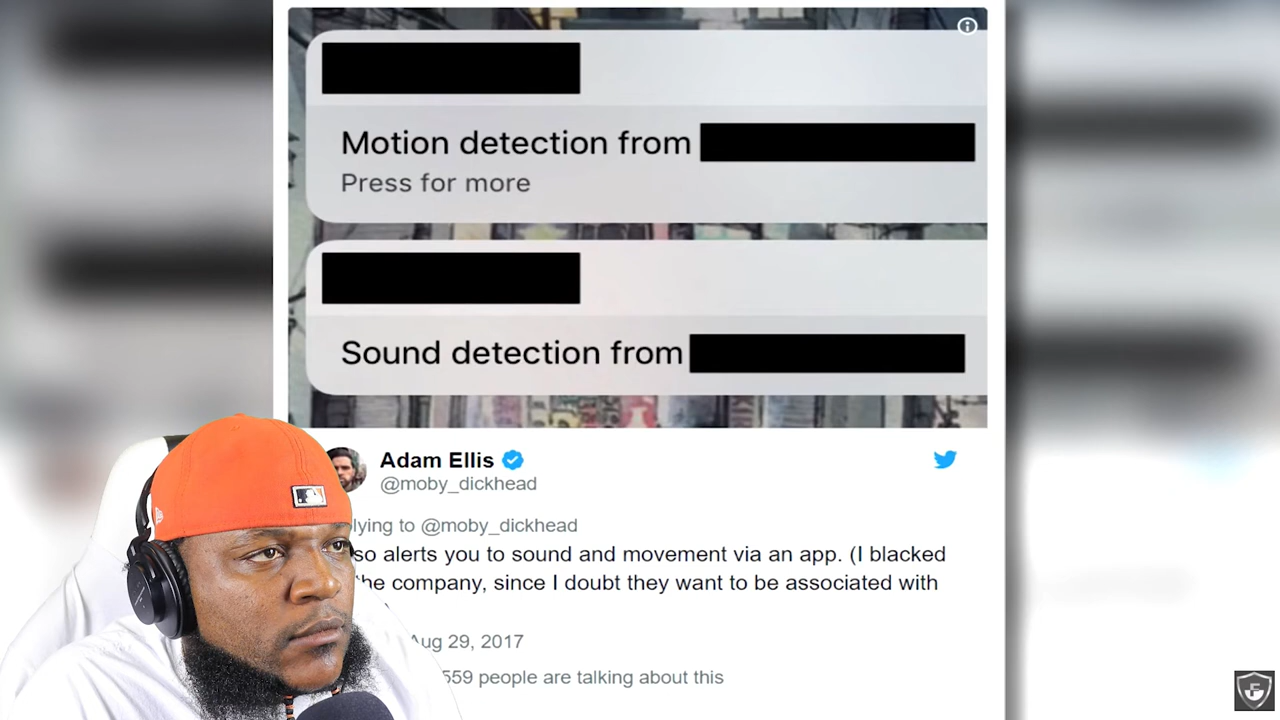 Motion detection from
Press for more
Sound detection from
Adam Ellis
@moby_dickhead
lying to @moby_dickhead
so alerts you to sound and movement via an app. (I blacked
he company, since I doubt they want to be associated with
Aug 29, 2017
559 people are talking about this